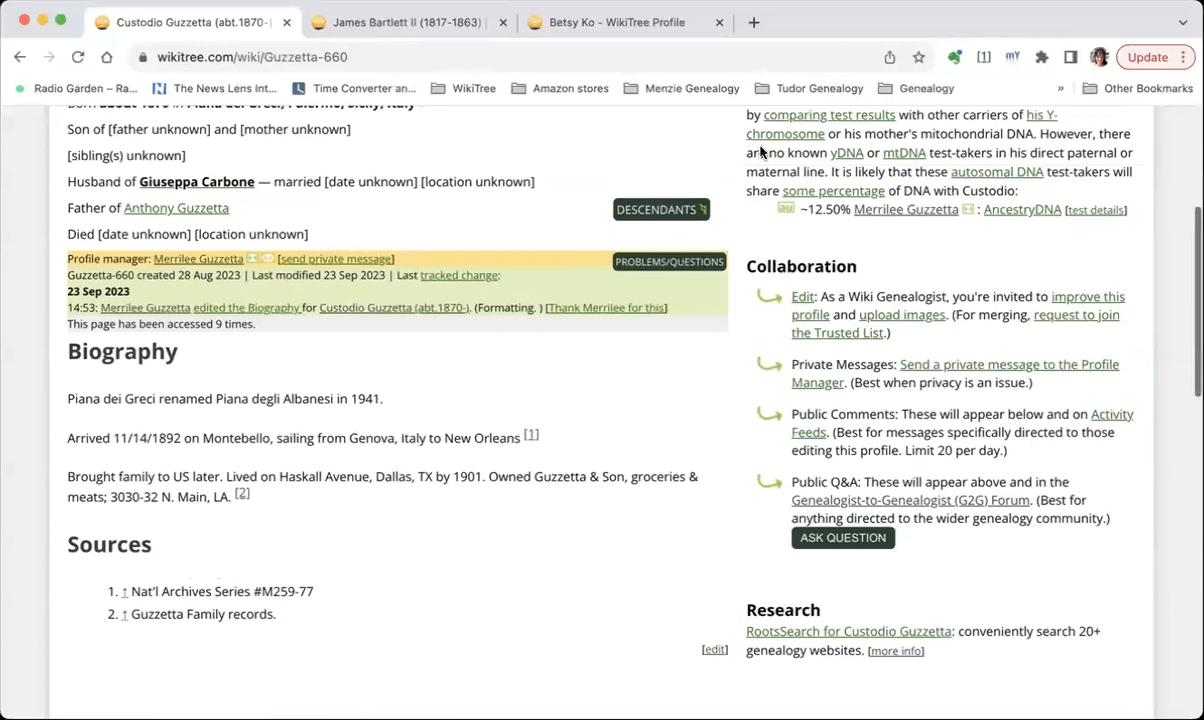 Custodio Guzzetta (abt.1870-
James Bartlett II (1817-1863)
Betsy Ko - WikiTree Profile
wikitree.com/wiki/Guzzetta-660
[1]
mY
Update
Radio Garden – Ra...
The News Lens Int...
Time Converter an...
WikiTree
Amazon stores
Menzie Genealogy
Tudor Genealogy
Genealogy
»
Other Bookmarks
Born about 1870 in Piana dei Greci, Palermo, Sicily, Italy
Son of [father unknown] and [mother unknown]
[sibling(s) unknown]
Husband of Giuseppa Carbone — married [date unknown] [location unknown]
Father of Anthony Guzzetta
DESCENDANTS
Died [date unknown] [location unknown]
Profile manager: Merrilee Guzzetta [send private message]
PROBLEMS/QUESTIONS
Guzzetta-660 created 28 Aug 2023 | Last modified 23 Sep 2023 | Last tracked change:
23 Sep 2023
14:53: Merrilee Guzzetta edited the Biography for Custodio Guzzetta (abt.1870-). (Formatting. ) [Thank Merrilee for this]
This page has been accessed 9 times.
Biography
Piana dei Greci renamed Piana degli Albanesi in 1941.
Arrived 11/14/1892 on Montebello, sailing from Genova, Italy to New Orleans [1]
Brought family to US later. Lived on Haskall Avenue, Dallas, TX by 1901. Owned Guzzetta & Son, groceries &
meats; 3030-32 N. Main, LA. [2]
Sources
1. ↑ Nat'l Archives Series #M259-77
2. ↑ Guzzetta Family records.
[edit]
by comparing test results with other carriers of his Y-
chromosome or his mother's mitochondrial DNA. However, there
are no known yDNA or mtDNA test-takers in his direct paternal or
maternal line. It is likely that these autosomal DNA test-takers will
share some percentage of DNA with Custodio:
au ~12.50% Merrilee Guzzetta : AncestryDNA [test details]
Collaboration
Edit: As a Wiki Genealogist, you're invited to improve this
profile and upload images. (For merging, request to join
the Trusted List.)
Private Messages: Send a private message to the Profile
Manager. (Best when privacy is an issue.)
Public Comments: These will appear below and on Activity
Feeds. (Best for messages specifically directed to those
editing this profile. Limit 20 per day.)
Public Q&A: These will appear above and in the
Genealogist-to-Genealogist (G2G) Forum. (Best for
anything directed to the wider genealogy community.)
ASK QUESTION
Research
RootsSearch for Custodio Guzzetta: conveniently search 20+
genealogy websites. [more info]